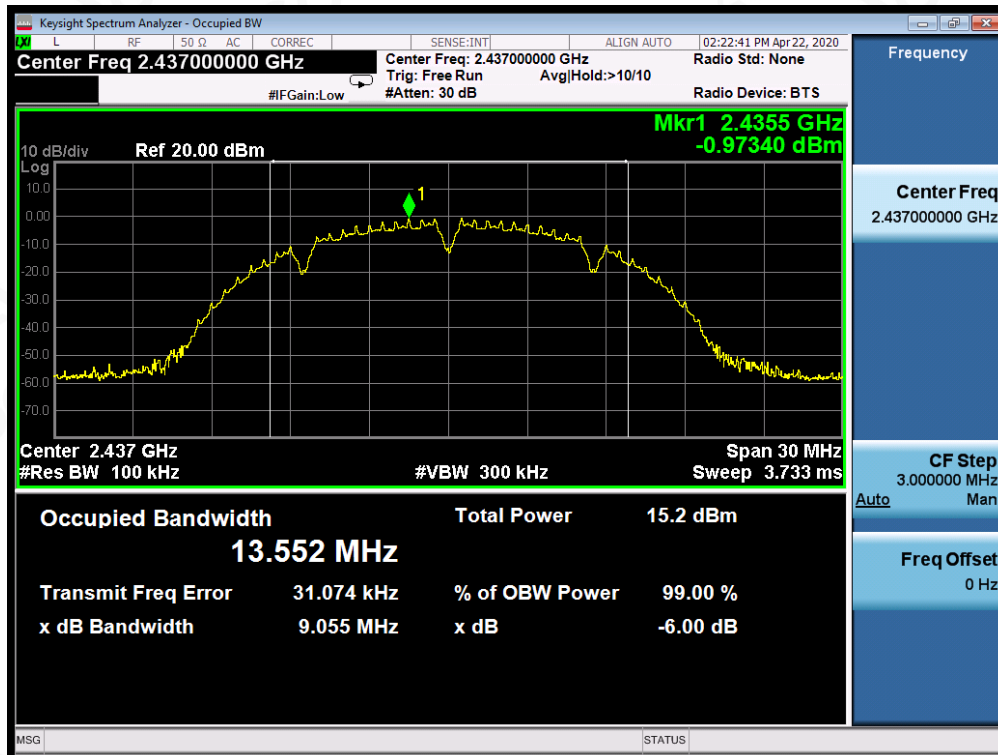 Keysight Spectrum Analyzer - Occupied BW
LXI L RF 50 Ω AC CORREC SENSE:INT ALIGN AUTO 02:22:41 PM Apr 22, 2020
Center Freq 2.437000000 GHz
Center Freq: 2.437000000 GHz
Radio Std: None
Trig: Free Run Avg|Hold:>10/10
#IFGain:Low
#Atten: 30 dB
Radio Device: BTS
Mkr1 2.4355 GHz
-0.97340 dBm
10 dB/div Ref 20.00 dBm
Log
10.0
0.00
-10.0
-20.0
-30.0
-40.0
-50.0
-60.0
-70.0
1
Center 2.437 GHz Span 30 MHz
#Res BW 100 kHz #VBW 300 kHz Sweep 3.733 ms
Occupied Bandwidth Total Power 15.2 dBm
13.552 MHz
Transmit Freq Error 31.074 kHz % of OBW Power 99.00 %
x dB Bandwidth 9.055 MHz x dB -6.00 dB
Frequency
Center Freq
2.437000000 GHz
CF Step
3.000000 MHz
Auto Man
Freq Offset
0 Hz
MSG STATUS